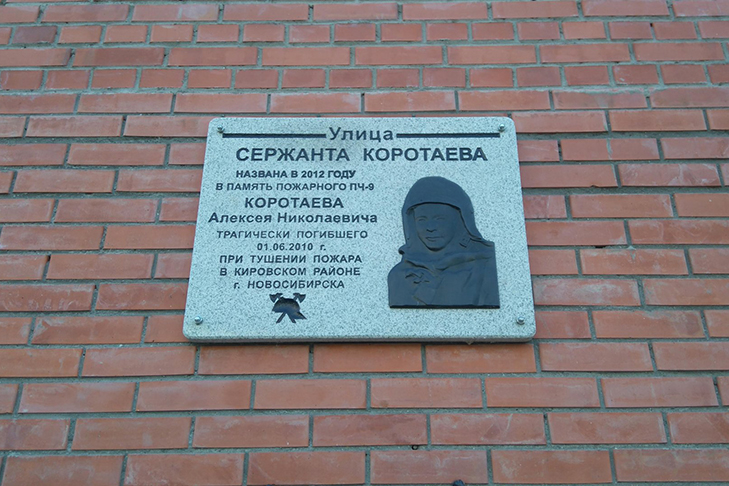 Улица
СЕРЖАНТА КОРОТАЕВА
НАЗВАНА В 2012 ГОДУ
В ПАМЯТЬ ПОЖАРНОГО ПЧ-9
КОРОТАЕВА
Алексея Николаевича
ТРАГИЧЕСКИ ПОГИБШЕГО
01.06.2010 г.
ПРИ ТУШЕНИИ ПОЖАРА
В КИРОВСКОМ РАЙОНЕ
г. НОВОСИБИРСКА